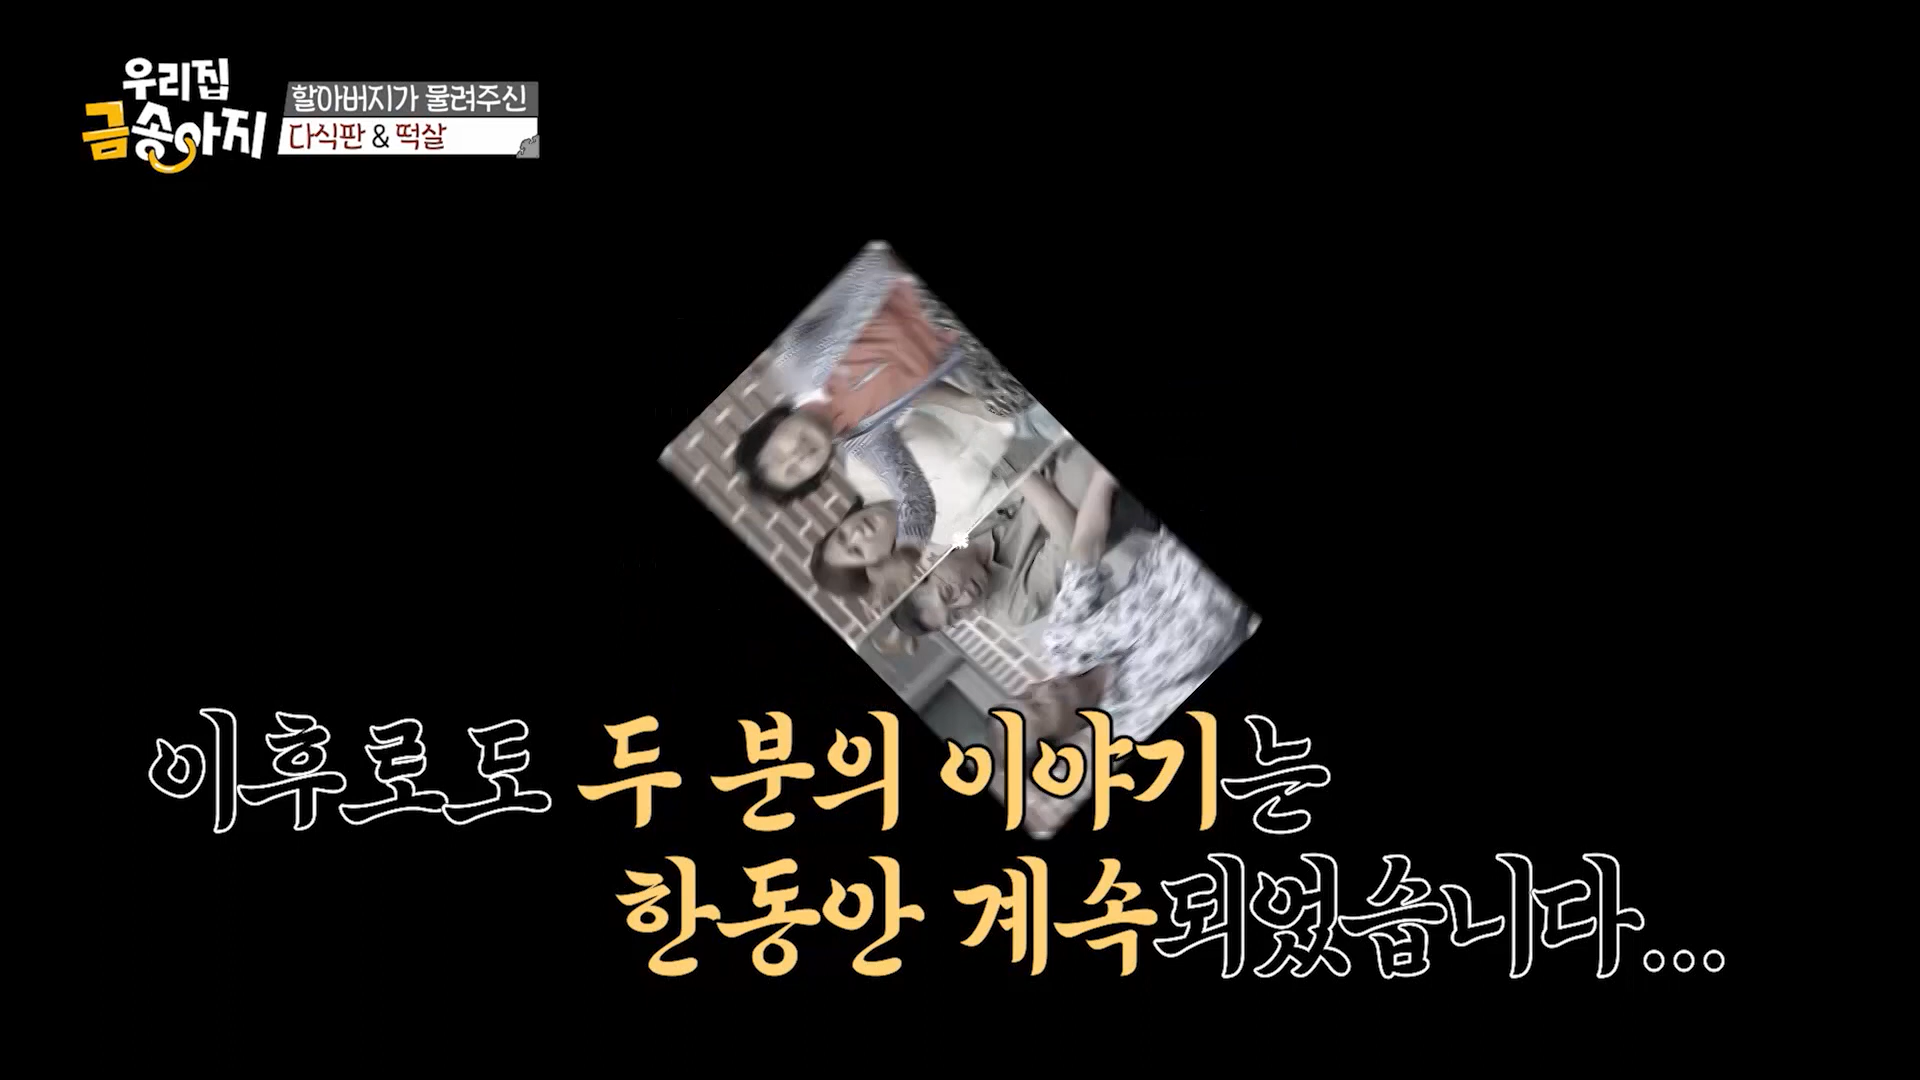 우리집
금송아지
할아버지가 물려주신
다식판 & 떡살
이후로도 두 분의 이야기는
한동안 계속되었습니다...